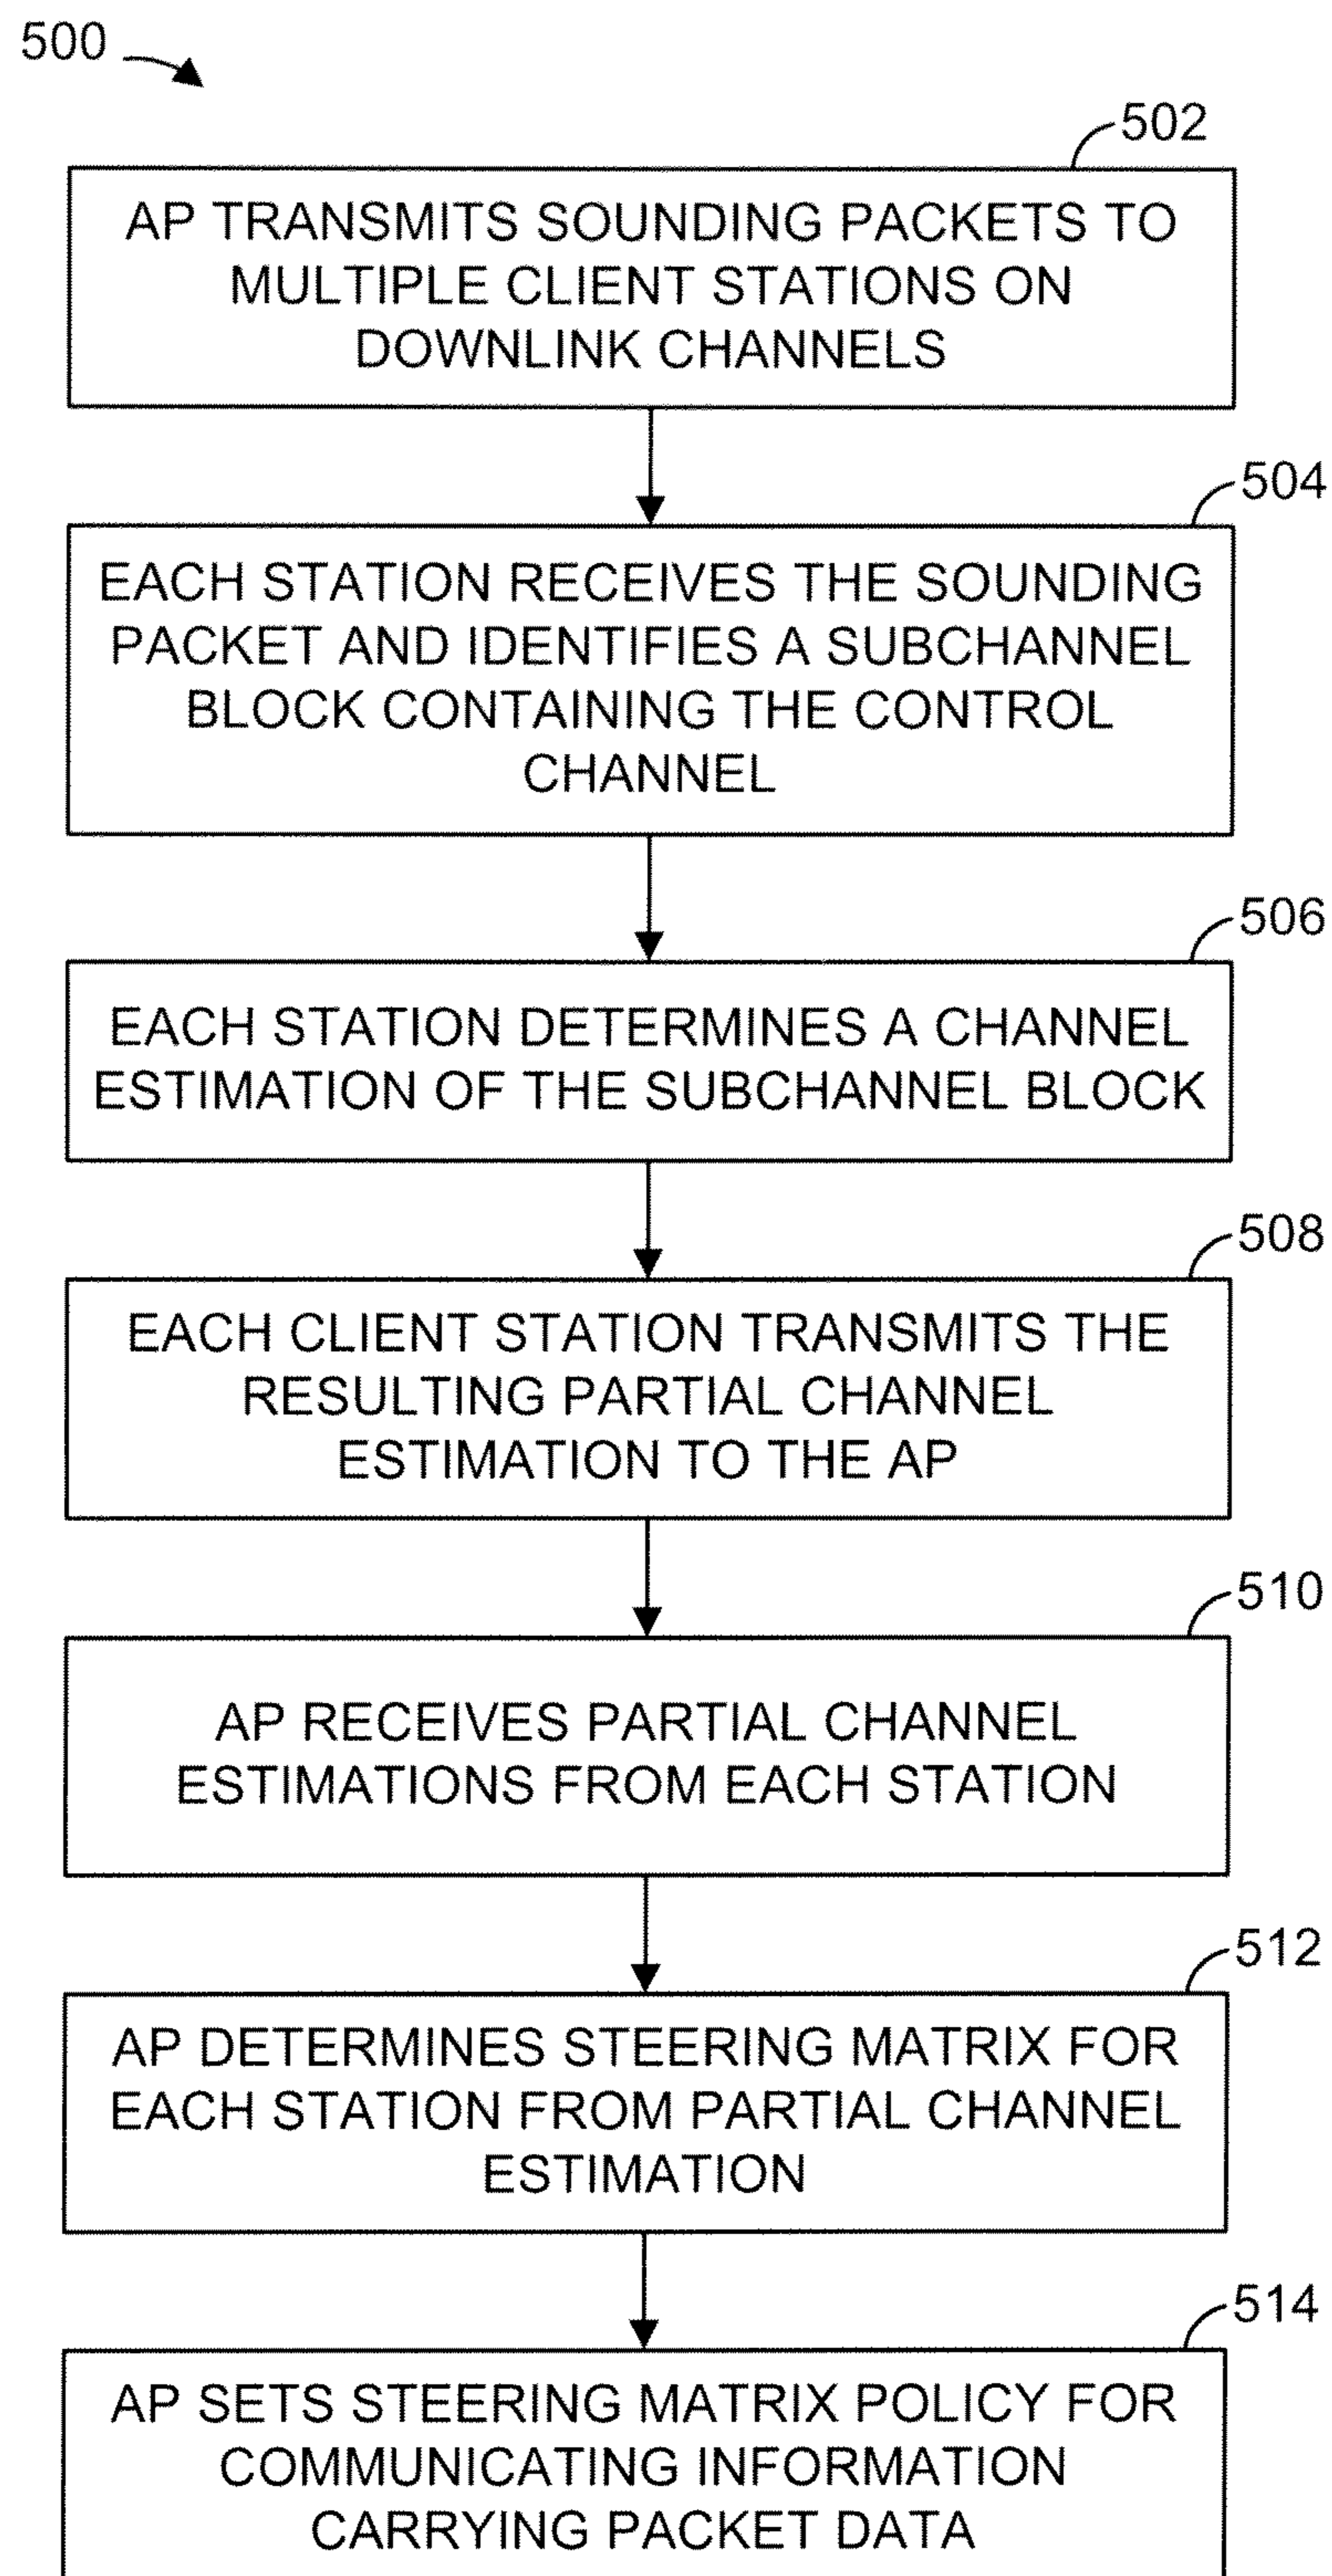 500
502
AP TRANSMITS SOUNDING PACKETS TO
MULTIPLE CLIENT STATIONS ON
DOWNLINK CHANNELS
504
EACH STATION RECEIVES THE SOUNDING
PACKET AND IDENTIFIES A SUBCHANNEL
BLOCK CONTAINING THE CONTROL
CHANNEL
506
EACH STATION DETERMINES A CHANNEL
ESTIMATION OF THE SUBCHANNEL BLOCK
508
EACH CLIENT STATION TRANSMITS THE
RESULTING PARTIAL CHANNEL
ESTIMATION TO THE AP
510
AP RECEIVES PARTIAL CHANNEL
ESTIMATIONS FROM EACH STATION
512
AP DETERMINES STEERING MATRIX FOR
EACH STATION FROM PARTIAL CHANNEL
ESTIMATION
514
AP SETS STEERING MATRIX POLICY FOR
COMMUNICATING INFORMATION
CARRYING PACKET DATA